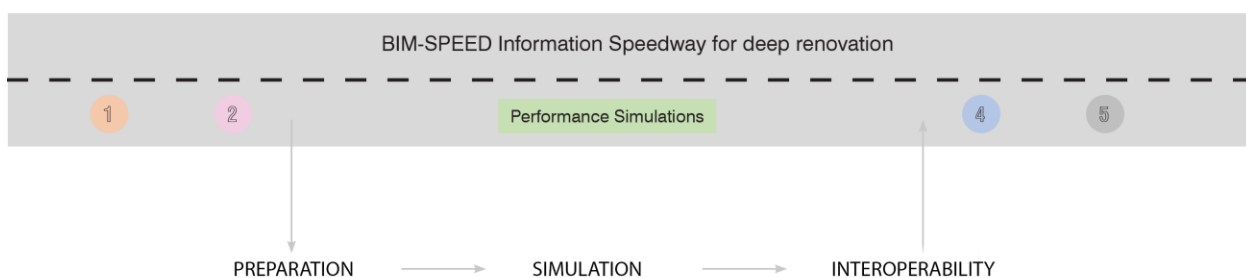 BIM-SPEED Information Speedway for deep renovation
1
2
Performance Simulations
4
5
PREPARATION
SIMULATION
INTEROPERABILITY